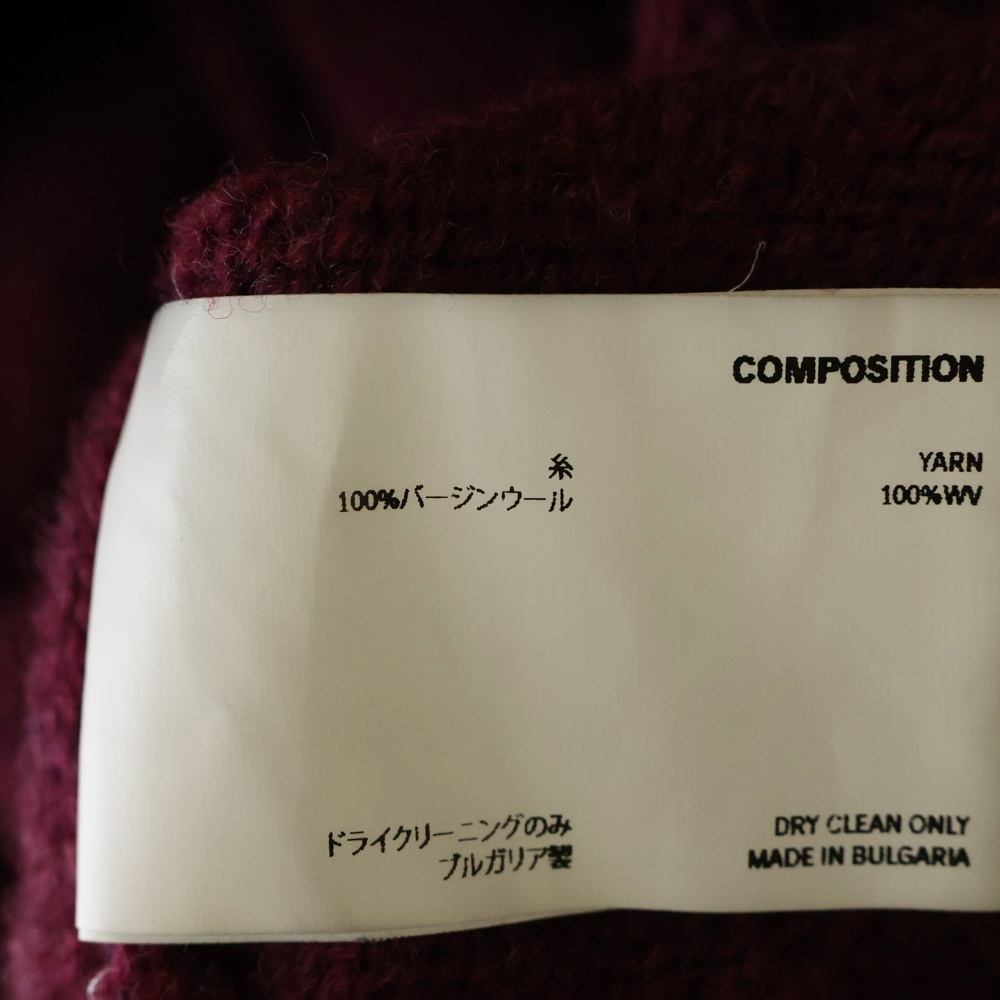 COMPOSITION
糸
100%バージンウール
YARN
100%WV
ドライクリーニングのみ
ブルガリア製
DRY CLEAN ONLY
MADE IN BULGARIA